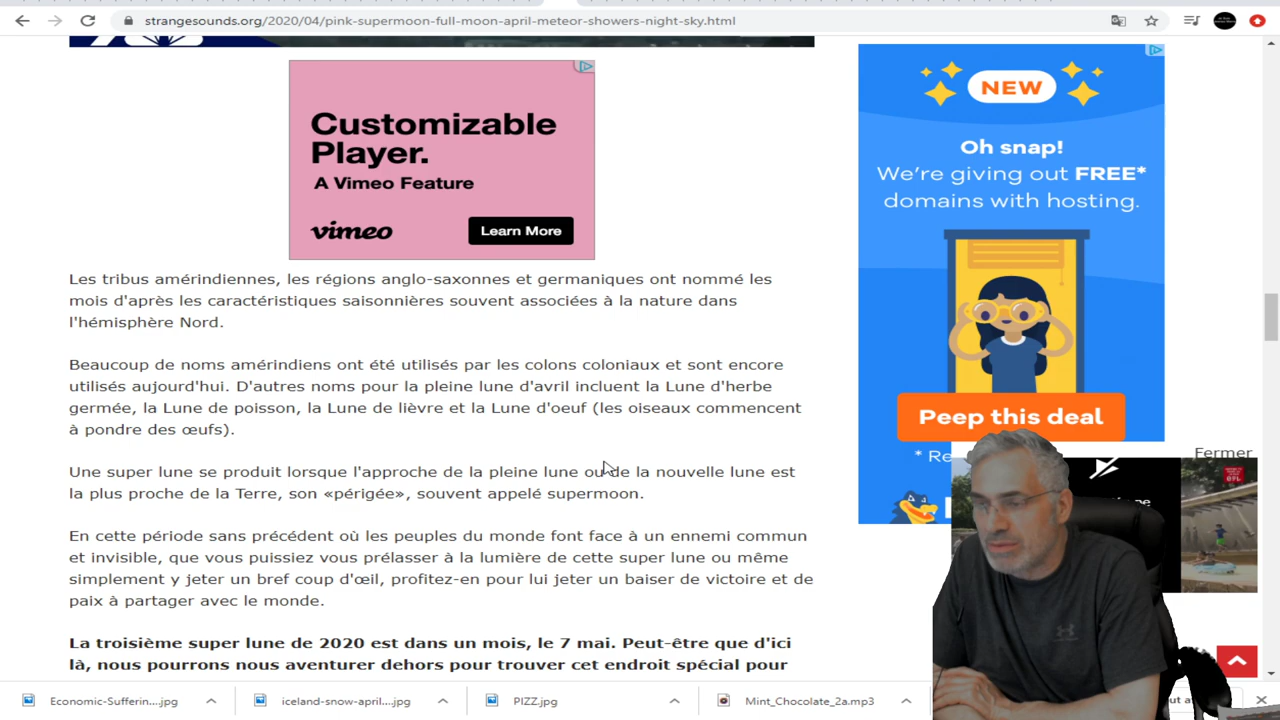 strangesounds.org/2020/04/pink-supermoon-full-moon-april-meteor-showers-night-sky.html
Customizable
Player.
A Vimeo Feature
vimeo
Learn More
NEW
Oh snap!
We're giving out FREE*
domains with hosting.
Peep this deal
* Re
Fermer
Les tribus amérindiennes, les régions anglo-saxonnes et germaniques ont nommé les
mois d'après les caractéristiques saisonnières souvent associées à la nature dans
l'hémisphère Nord.
Beaucoup de noms amérindiens ont été utilisés par les colons coloniaux et sont encore
utilisés aujourd'hui. D'autres noms pour la pleine lune d'avril incluent la Lune d'herbe
germée, la Lune de poisson, la Lune de lièvre et la Lune d'oeuf (les oiseaux commencent
à pondre des œufs).
Une super lune se produit lorsque l'approche de la pleine lune ou de la nouvelle lune est
la plus proche de la Terre, son «périgée», souvent appelé supermoon.
En cette période sans précédent où les peuples du monde font face à un ennemi commun
et invisible, que vous puissiez vous prélasser à la lumière de cette super lune ou même
simplement y jeter un bref coup d'œil, profitez-en pour lui jeter un baiser de victoire et de
paix à partager avec le monde.
La troisième super lune de 2020 est dans un mois, le 7 mai. Peut-être que d'ici
là, nous pourrons nous aventurer dehors pour trouver cet endroit spécial pour
Economic-Sufferin....jpg
iceland-snow-april....jpg
PIZZ.jpg
Mint_Chocolate_2a.mp3